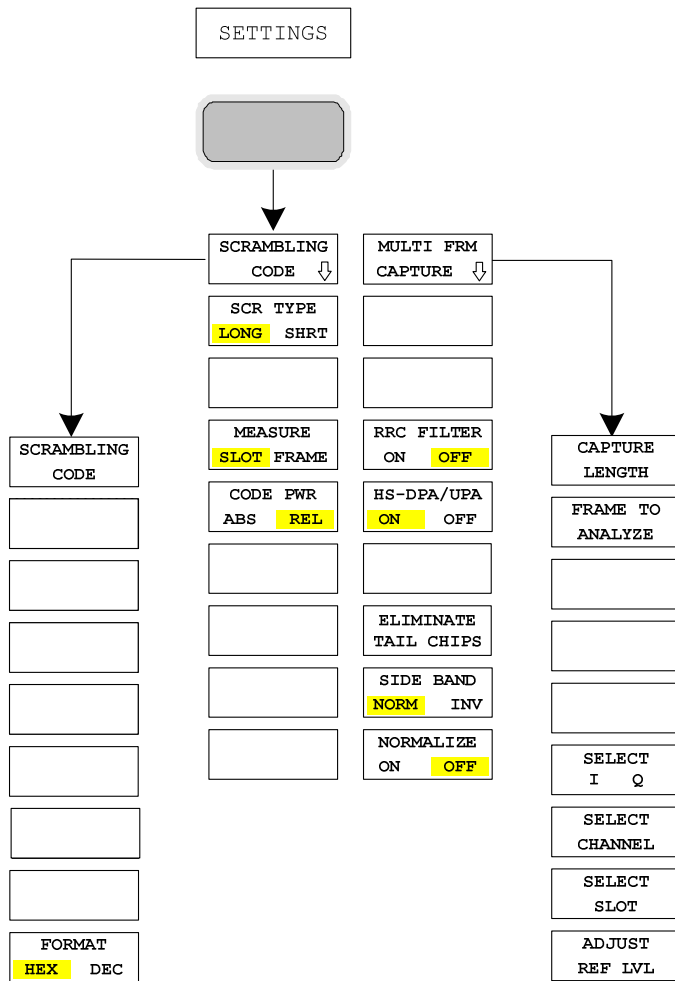 SETTINGS
SCRAMBLING
CODE
SCR TYPE
LONG SHRT
MEASURE
SLOT FRAME
CODE PWR
ABS REL
MULTI FRM
CAPTURE
RRC FILTER
ON OFF
HS-DPA/UPA
ON OFF
ELIMINATE
TAIL CHIPS
SIDE BAND
NORM INV
NORMALIZE
ON OFF
SCRAMBLING
CODE
FORMAT
HEX DEC
CAPTURE
LENGTH
FRAME TO
ANALYZE
SELECT
I Q
SELECT
CHANNEL
SELECT
SLOT
ADJUST
REF LVL